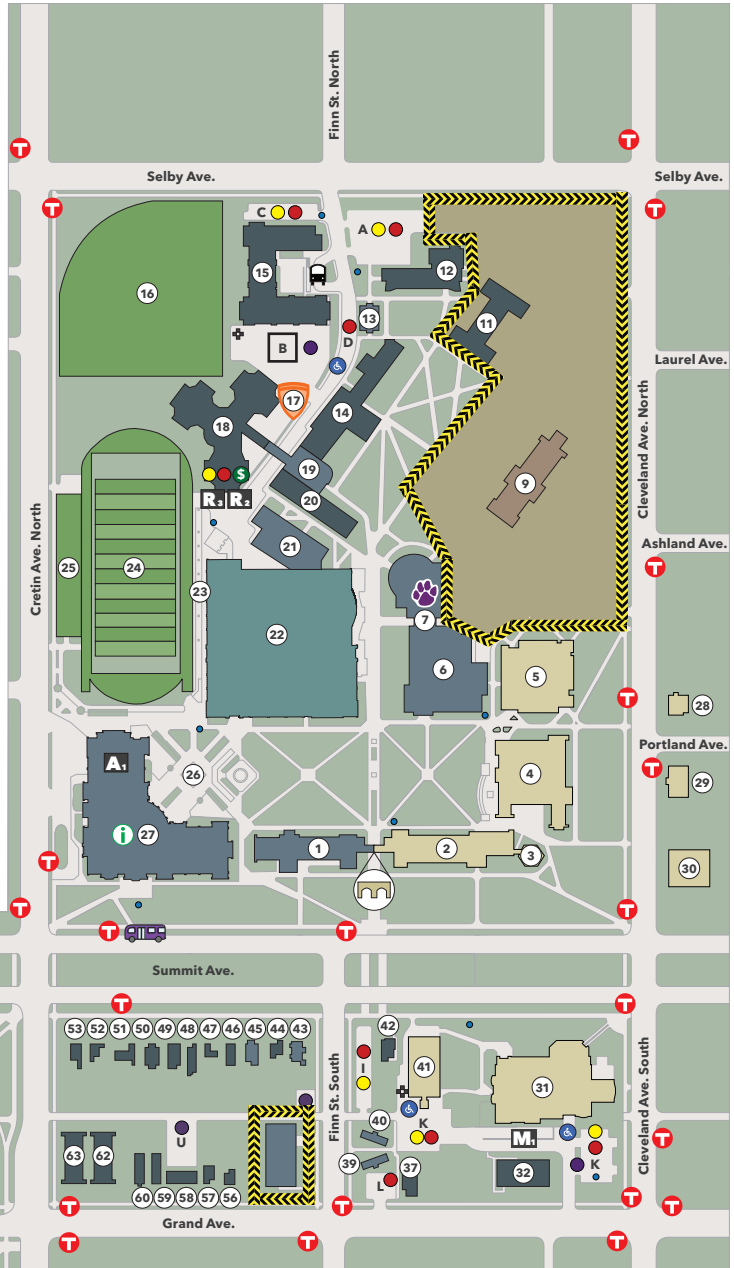 Finn St. North
T
T
Selby Ave.
Selby Ave.
T
T
C
A
12
15
16
13
11
D
B
Laurel Ave.
17
14
18
Cleveland Ave. North
19
9
$
R3 R2
20
Cretin Ave. North
Ashland Ave.
21
T
25
24
23
7
22
6
5
T
28
Portland Ave.
A1
26
4
T
29
i
27
1
2
3
T
30
T
T
T
T
Summit Ave.
T
T
53 52 51 50 49 48 47 46 45 44 43
42
I
41
31
K
40
M1
U
Finn St. South
Cleveland Ave. South
T
63 62
39
37
32
K
L
60 59 58 57 56
T
T
T
T
Grand Ave.
T
T
T